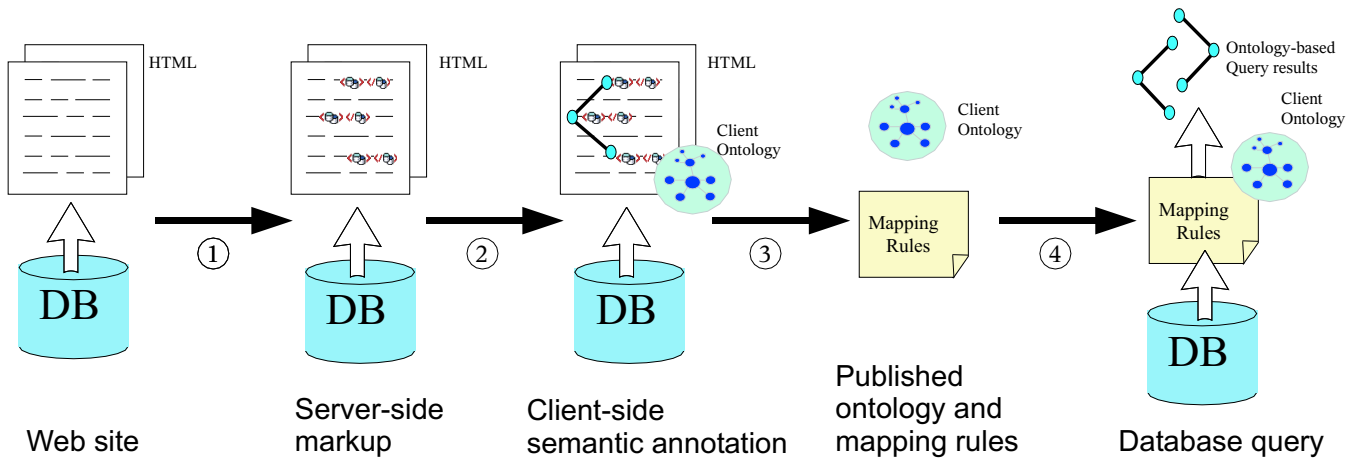 HTML
DB
Web site
1
HTML
DB
Server-side
markup
2
HTML
Client
Ontology
DB
Client-side
semantic annotation
3
Client
Ontology
Mapping
Rules
Published
ontology and
mapping rules
4
Ontology-based
Query results
Client
Ontology
Mapping
Rules
DB
Database query